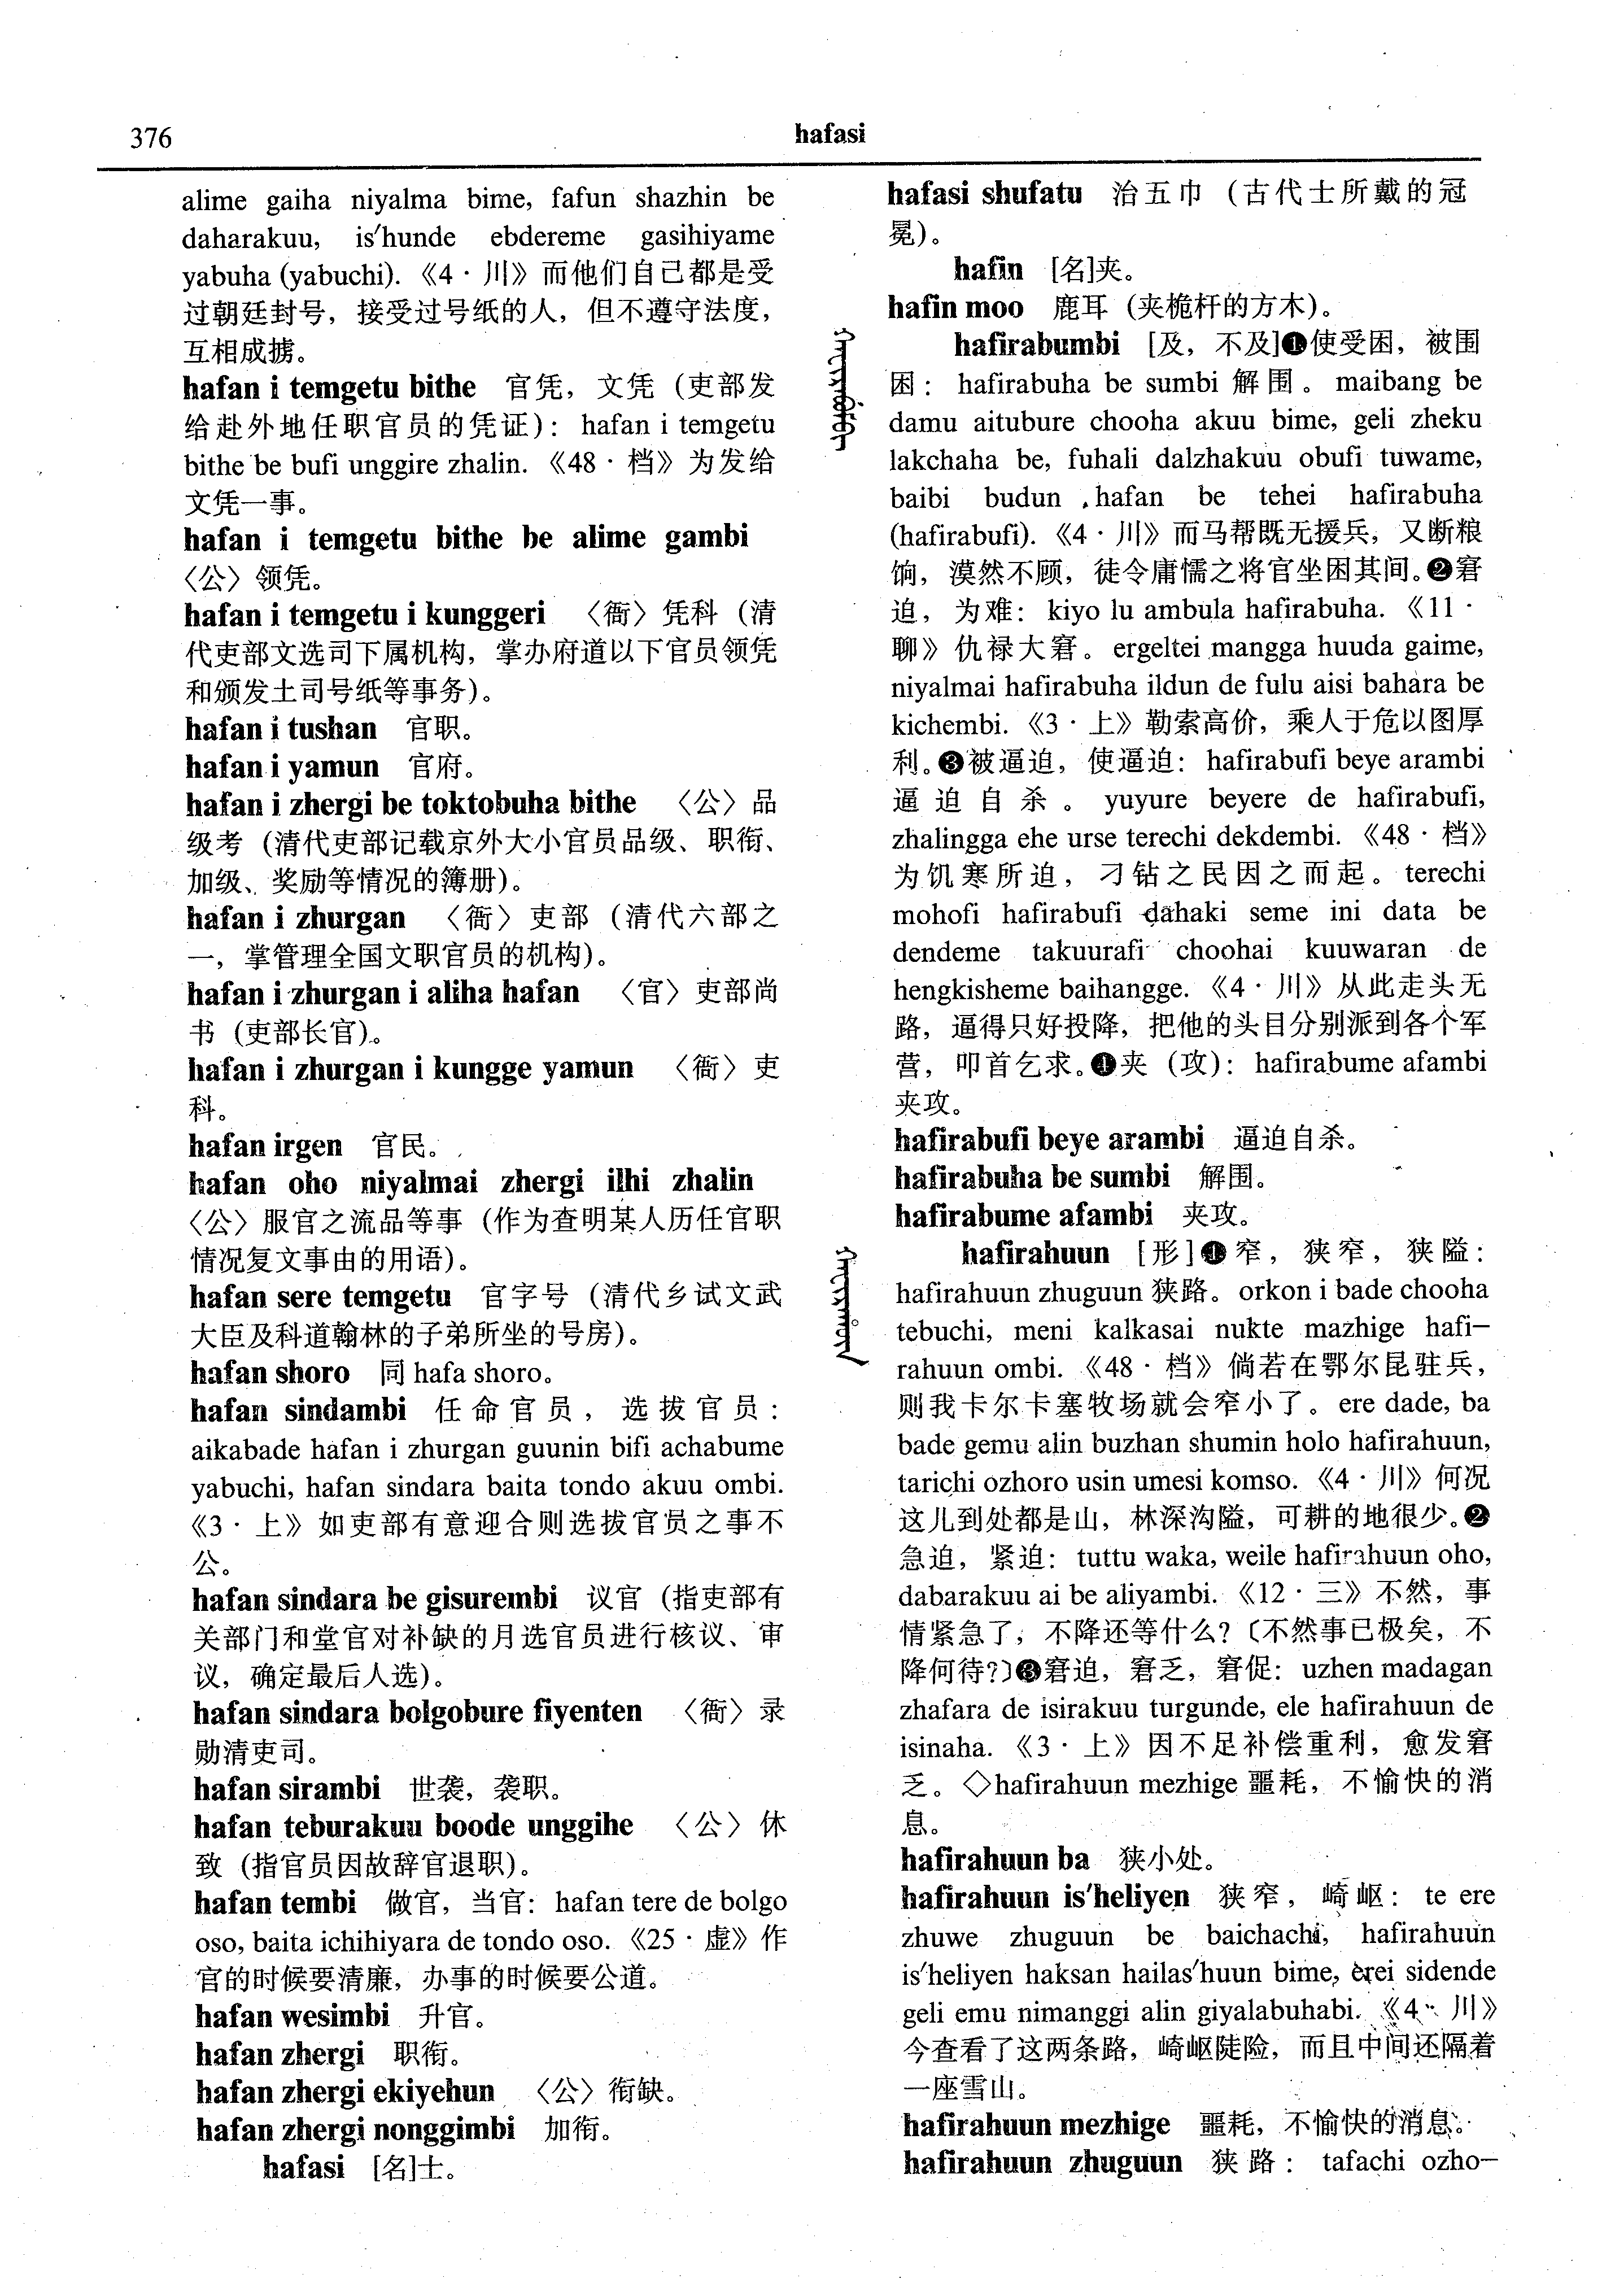 376
hafasi
alime gaiha niyalma bime, fafun shazhin be
daharakuu, is'hunde ebdereme gasihiyame
yabuha (yabuchi). 《4 · 川》而他们自己都是受
过朝廷封号，接受过号纸的人，但不遵守法度，
互相成掳。
hafan i temgetu bithe 官凭，文凭（吏部发
给赴外地任职官员的凭证）：hafan i temgetu
bithe be bufi unggire zhalin. 《48 · 档》为发给
文凭一事。
hafan i temgetu bithe be alime gambi
〈公〉领凭。
hafan i temgetu i kunggeri 〈衙〉凭科（清
代吏部文选司下属机构，掌办府道以下官员领凭
和颁发土司号纸等事务）。
hafan i tushan 官职。
hafan i yamun 官府。
hafan i zhergi be toktobuha bithe 〈公〉品
级考（清代吏部记载京外大小官员品级、职衔、
加级、奖励等情况的簿册）。
hafan i zhurgan 〈衙〉吏部（清代六部之
一，掌管理全国文职官员的机构）。
hafan i zhurgan i aliha hafan 〈官〉吏部尚
书（吏部长官）。
hafan i zhurgan i kungge yamun 〈衙〉吏
科。
hafan irgen 官民。
hafan oho niyalmai zhergi ilhi zhalin
〈公〉服官之流品等事（作为查明某人历任官职
情况复文事由的用语）。
hafan sere temgetu 官字号（清代乡试文武
大臣及科道翰林的子弟所坐的号房）。
hafan shoro 同 hafa shoro。
hafan sindambi 任命官员，选拔官员：
aikabade hafan i zhurgan guunin bifi achabume
yabuchi, hafan sindara baita tondo akuu ombi.
《3 · 上》如吏部有意迎合则选拔官员之事不
公。
hafan sindara be gisurembi 议官（指吏部有
关部门和堂官对补缺的月选官员进行核议、审
议，确定最后人选）。
hafan sindara bolgobure fiyenten 〈衙〉录
勋清吏司。
hafan sirambi 世袭，袭职。
hafan teburakuu boode unggihe 〈公〉休
致（指官员因故辞官退职）。
hafan tembi 做官，当官：hafan tere de bolgo
oso, baita ichihiyara de tondo oso. 《25 · 虚》作
官的时候要清廉，办事的时候要公道。
hafan wesimbi 升官。
hafan zhergi 职衔。
hafan zhergi ekiyehun 〈公〉衔缺。
hafan zhergi nonggimbi 加衔。
hafasi [名]士。
hafasi shufatu 治五巾（古代士所戴的冠
冕）。
hafin [名]夹。
hafin moo 鹿耳（夹桅杆的方木）。
hafirabumbi [及，不及]❶使受困，被围
困：hafirabuha be sumbi 解围。maibang be
damu aitubure chooha akuu bime, geli zheku
lakchaha be, fuhali dalzhakuu obufi tuwame,
baibi budun hafan be tehei hafirabuha
(hafirabufi). 《4 · 川》而马帮既无援兵，又断粮
饷，漠然不顾，徒令庸懦之将官坐困其间。❷窘
迫，为难：kiyo lu ambula hafirabuha. 《11 ·
聊》仇禄大窘。ergeltei mangga huuda gaime,
niyalmai hafirabuha ildun de fulu aisi bahara be
kichembi. 《3 · 上》勒索高价，乘人于危以图厚
利。❸被逼迫，使逼迫：hafirabufi beye arambi
逼迫自杀。yuyure beyere de hafirabufi,
zhalingga ehe urse terechi dekdembi. 《48 · 档》
为饥寒所迫，刁钻之民因之而起。terechi
mohofi hafirabufi dahaki seme ini data be
dendeme takuurafi choohai kuuwaran de
hengkisheme baihangge. 《4 · 川》从此走头无
路，逼得只好投降，把他的头目分别派到各个军
营，叩首乞求。❹夹（攻）：hafirabume afambi
夹攻。
hafirabufi beye arambi 逼迫自杀。
hafirabuha be sumbi 解围。
hafirabume afambi 夹攻。
hafirahuun [形]❶窄，狭窄，狭隘：
hafirahuun zhuguun 狭路。orkon i bade chooha
tebuchi, meni kalkasai nukte mazhige hafi-
rahuun ombi. 《48 · 档》倘若在鄂尔昆驻兵，
则我卡尔卡塞牧场就会窄小了。ere dade, ba
bade gemu alin buzhan shumin holo hafirahuun,
tarichi ozhoro usin umesi komso. 《4 · 川》何况
这儿到处都是山，林深沟隘，可耕的地很少。❷
急迫，紧迫：tuttu waka, weile hafirahuun oho,
dabarakuu ai be aliyambi. 《12 · 三》不然，事
情紧急了，不降还等什么？〔不然事已极矣，不
降何待？〕❸窘迫，窘乏，窘促：uzhen madagan
zhafara de isirakuu turgunde, ele hafirahuun de
isinaha. 《3 · 上》因不足补偿重利，愈发窘
乏。◇hafirahuun mezhige 噩耗，不愉快的消
息。
hafirahuun ba 狭小处。
hafirahuun is'heliyen 狭窄，崎岖：te ere
zhuwe zhuguun be baichachi, hafirahuun
is'heliyen haksan hailas'huun bime, erei sidende
geli emu nimanggi alin giyalabuhabi. 《4 · 川》
今查看了这两条路，崎岖陡险，而且中间还隔着
一座雪山。
hafirahuun mezhige 噩耗，不愉快的消息。
hafirahuun zhuguun 狭路：tafachi ozho-